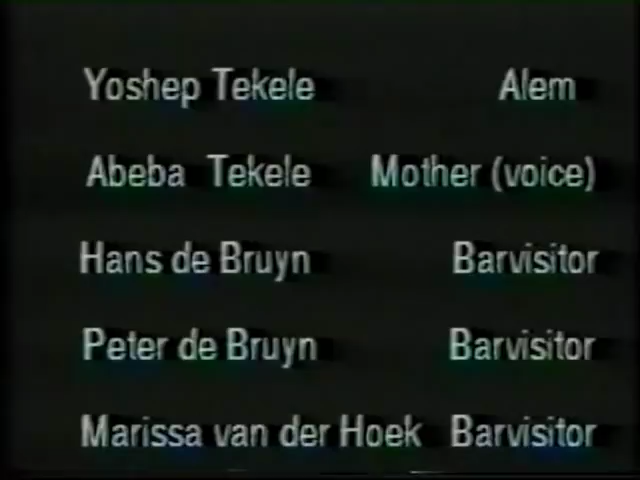 Yoshep Tekele Alem
Abeba Tekele Mother (voice)
Hans de Bruyn Barvisitor
Peter de Bruyn Barvisitor
Marissa van der Hoek Barvisitor